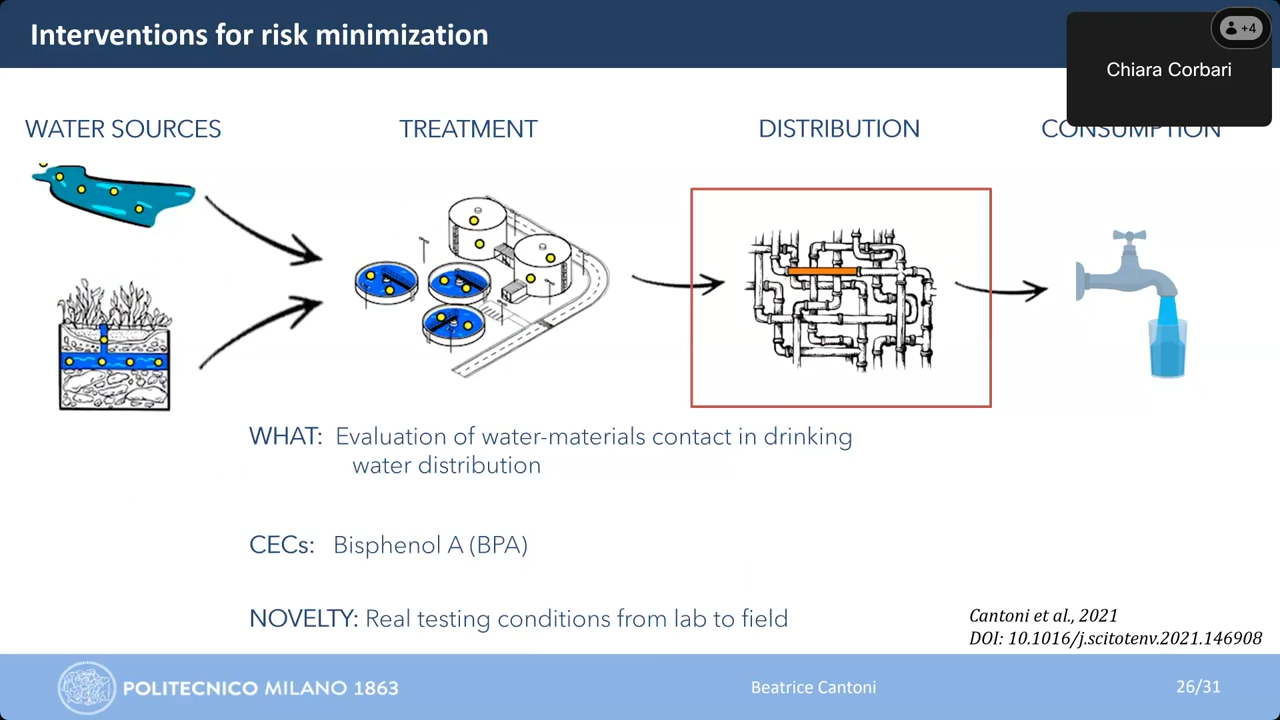 Interventions for risk minimization
+4
Chiara Corbari
WATER SOURCES
TREATMENT
DISTRIBUTION
CONSUMPTION
WHAT: Evaluation of water-materials contact in drinking
water distribution
CECs: Bisphenol A (BPA)
NOVELTY: Real testing conditions from lab to field
Cantoni et al., 2021
DOI: 10.1016/j.scitotenv.2021.146908
POLITECNICO MILANO 1863
Beatrice Cantoni
26/31